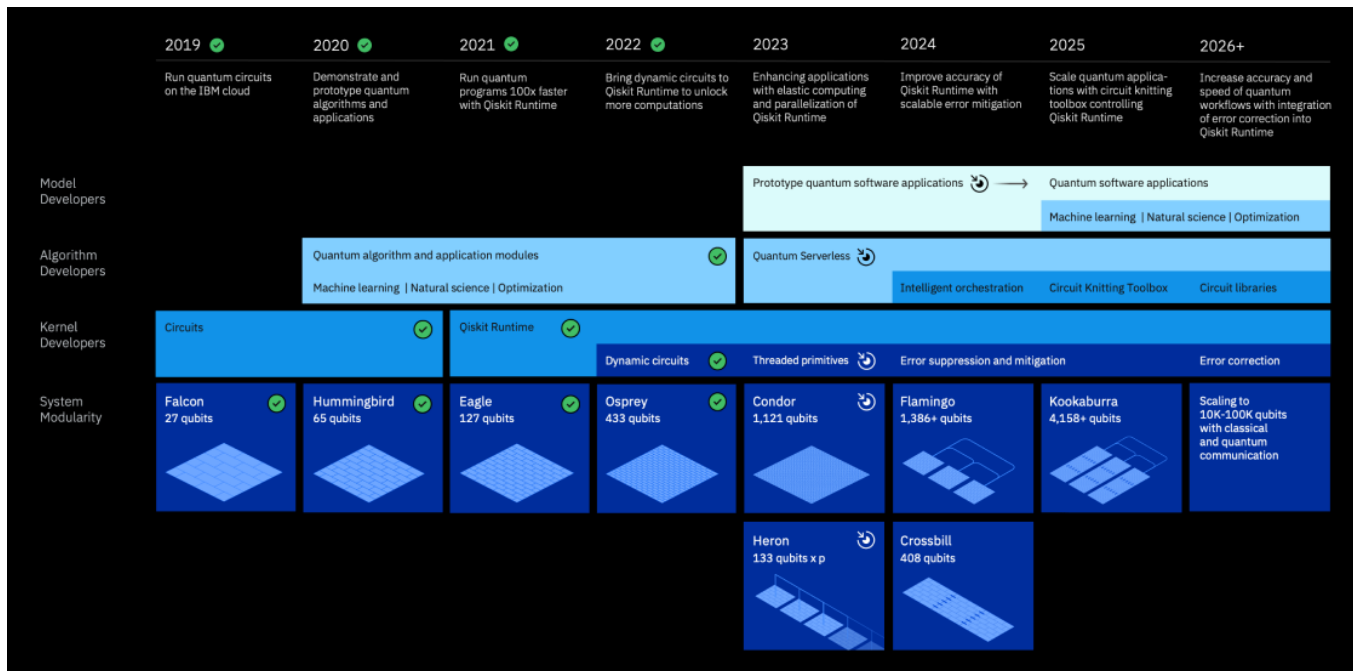 2019
2020
2021
2022
2023
2024
2025
2026+
Run quantum circuits
on the IBM cloud
Demonstrate and
prototype quantum
algorithms and
applications
Run quantum
programs 100x faster
with Qiskit Runtime
Bring dynamic circuits to
Qiskit Runtime to unlock
more computations
Enhancing applications
with elastic computing
and parallelization of
Qiskit Runtime
Improve accuracy of
Qiskit Runtime with
scalable error mitigation
Scale quantum applica-
tions with circuit knitting
toolbox controlling
Qiskit Runtime
Increase accuracy and
speed of quantum
workflows with integration
of error correction into
Qiskit Runtime
Model
Developers
Prototype quantum software applications
Quantum software applications
Machine learning | Natural science | Optimization
Algorithm
Developers
Quantum algorithm and application modules
Machine learning | Natural science | Optimization
Quantum Serverless
Intelligent orchestration
Circuit Knitting Toolbox
Circuit libraries
Kernel
Developers
Circuits
Qiskit Runtime
Dynamic circuits
Threaded primitives
Error suppression and mitigation
Error correction
System
Modularity
Falcon
27 qubits
Hummingbird
65 qubits
Eagle
127 qubits
Osprey
433 qubits
Condor
1,121 qubits
Flamingo
1,386+ qubits
Kookaburra
4,158+ qubits
Scaling to
10K-100K qubits
with classical
and quantum
communication
Heron
133 qubits x p
Crossbill
408 qubits